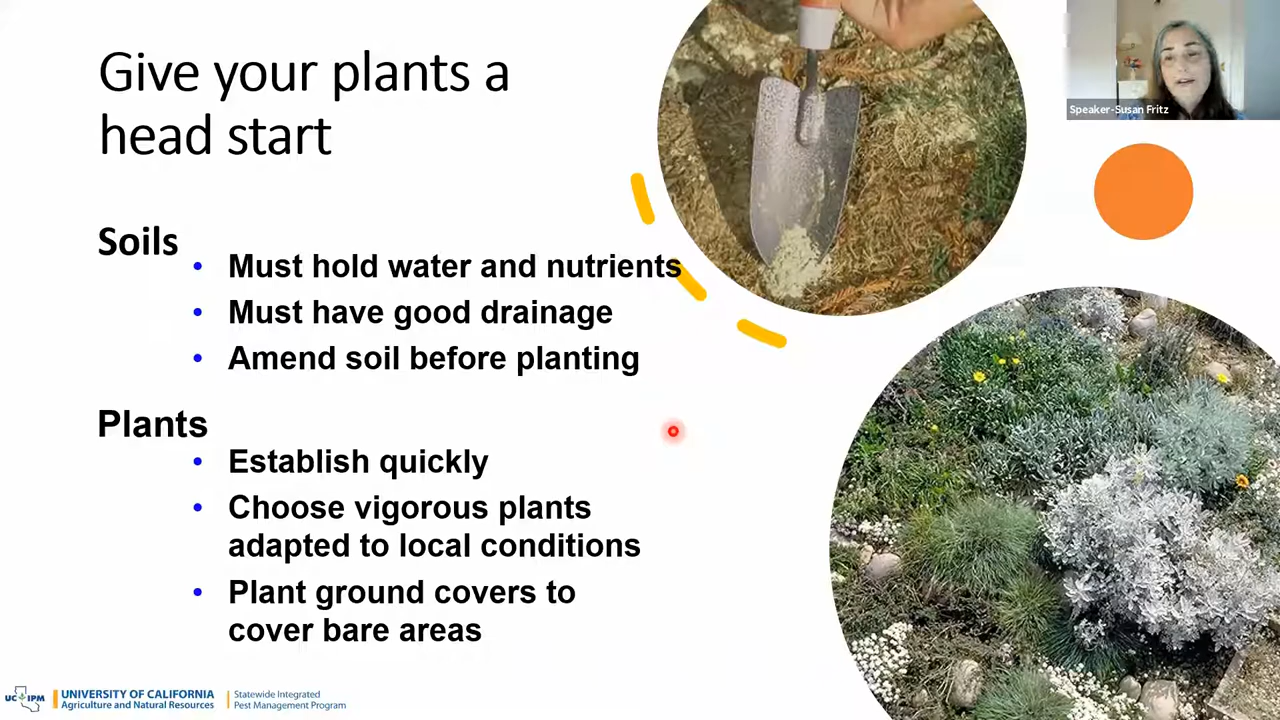 Give your plants a
head start
Speaker-Susan Fritz
Soils
• Must hold water and nutrients
• Must have good drainage
• Amend soil before planting
Plants
• Establish quickly
• Choose vigorous plants
adapted to local conditions
• Plant ground covers to
cover bare areas
UC IPM
UNIVERSITY OF CALIFORNIA
Agriculture and Natural Resources
Statewide Integrated
Pest Management Program